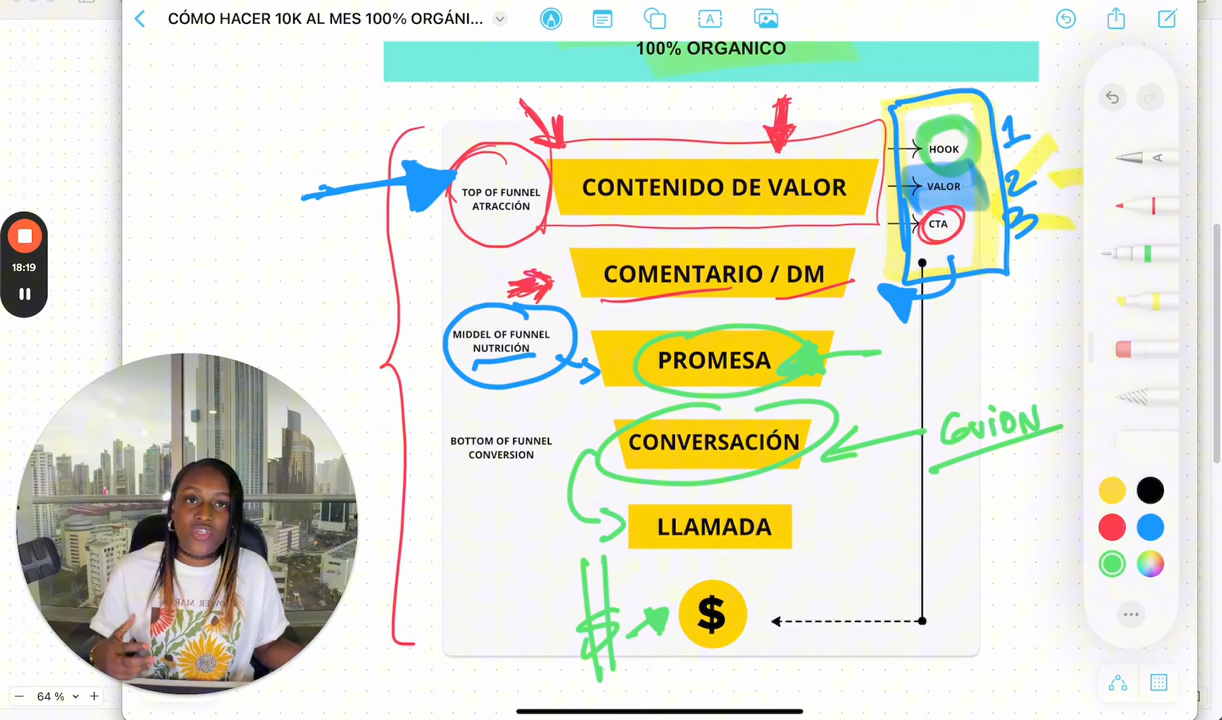 CÓMO HACER 10K AL MES 100% ORGÁNI...
100% ORGANICO
TOP OF FUNNEL
ATRACCIÓN
CONTENIDO DE VALOR
HOOK
VALOR
CTA
1
2
3
COMENTARIO / DM
MIDDEL OF FUNNEL
NUTRICIÓN
PROMESA
BOTTOM OF FUNNEL
CONVERSION
CONVERSACIÓN
GUION
LLAMADA
$
$
18:19
64 %
A
A